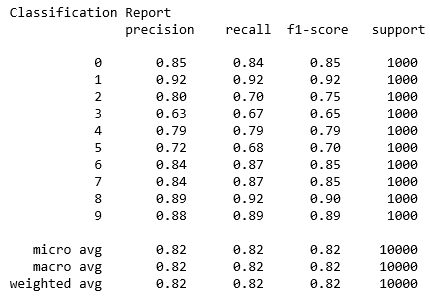 Classification Report
precision recall f1-score support
0 0.85 0.84 0.85 1000
1 0.92 0.92 0.92 1000
2 0.80 0.70 0.75 1000
3 0.63 0.67 0.65 1000
4 0.79 0.79 0.79 1000
5 0.72 0.68 0.70 1000
6 0.84 0.87 0.85 1000
7 0.84 0.87 0.85 1000
8 0.89 0.92 0.90 1000
9 0.88 0.89 0.89 1000
micro avg 0.82 0.82 0.82 10000
macro avg 0.82 0.82 0.82 10000
weighted avg 0.82 0.82 0.82 10000